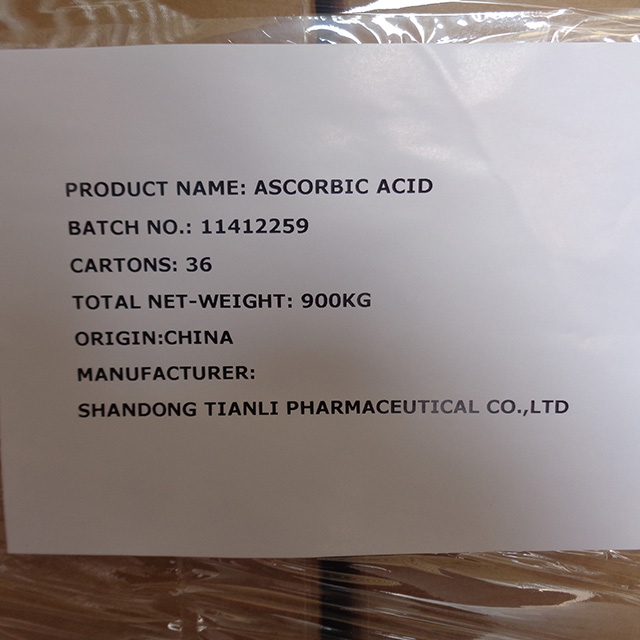 PRODUCT NAME: ASCORBIC ACID
BATCH NO.: 11412259
CARTONS: 36
TOTAL NET-WEIGHT: 900KG
ORIGIN:CHINA
MANUFACTURER:
SHANDONG TIANLI PHARMACEUTICAL CO.,LTD